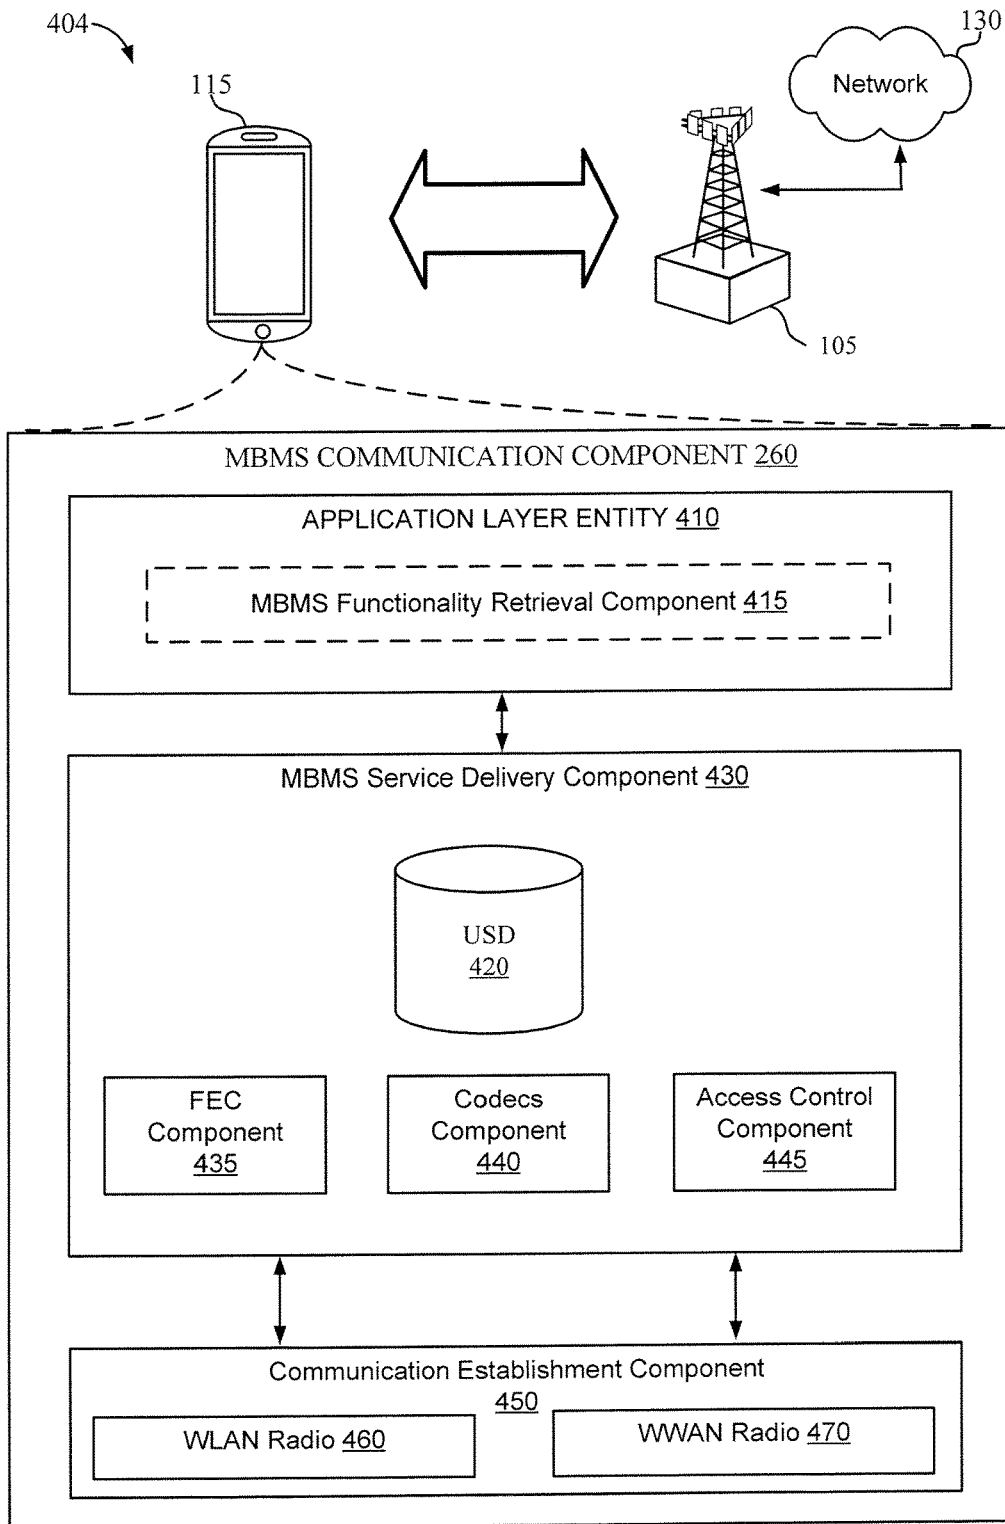 404
115
130
Network
105
MBMS COMMUNICATION COMPONENT 260
APPLICATION LAYER ENTITY 410
MBMS Functionality Retrieval Component 415
MBMS Service Delivery Component 430
USD
420
FEC
Component
435
Codecs
Component
440
Access Control
Component
445
Communication Establishment Component
450
WLAN Radio 460
WWAN Radio 470